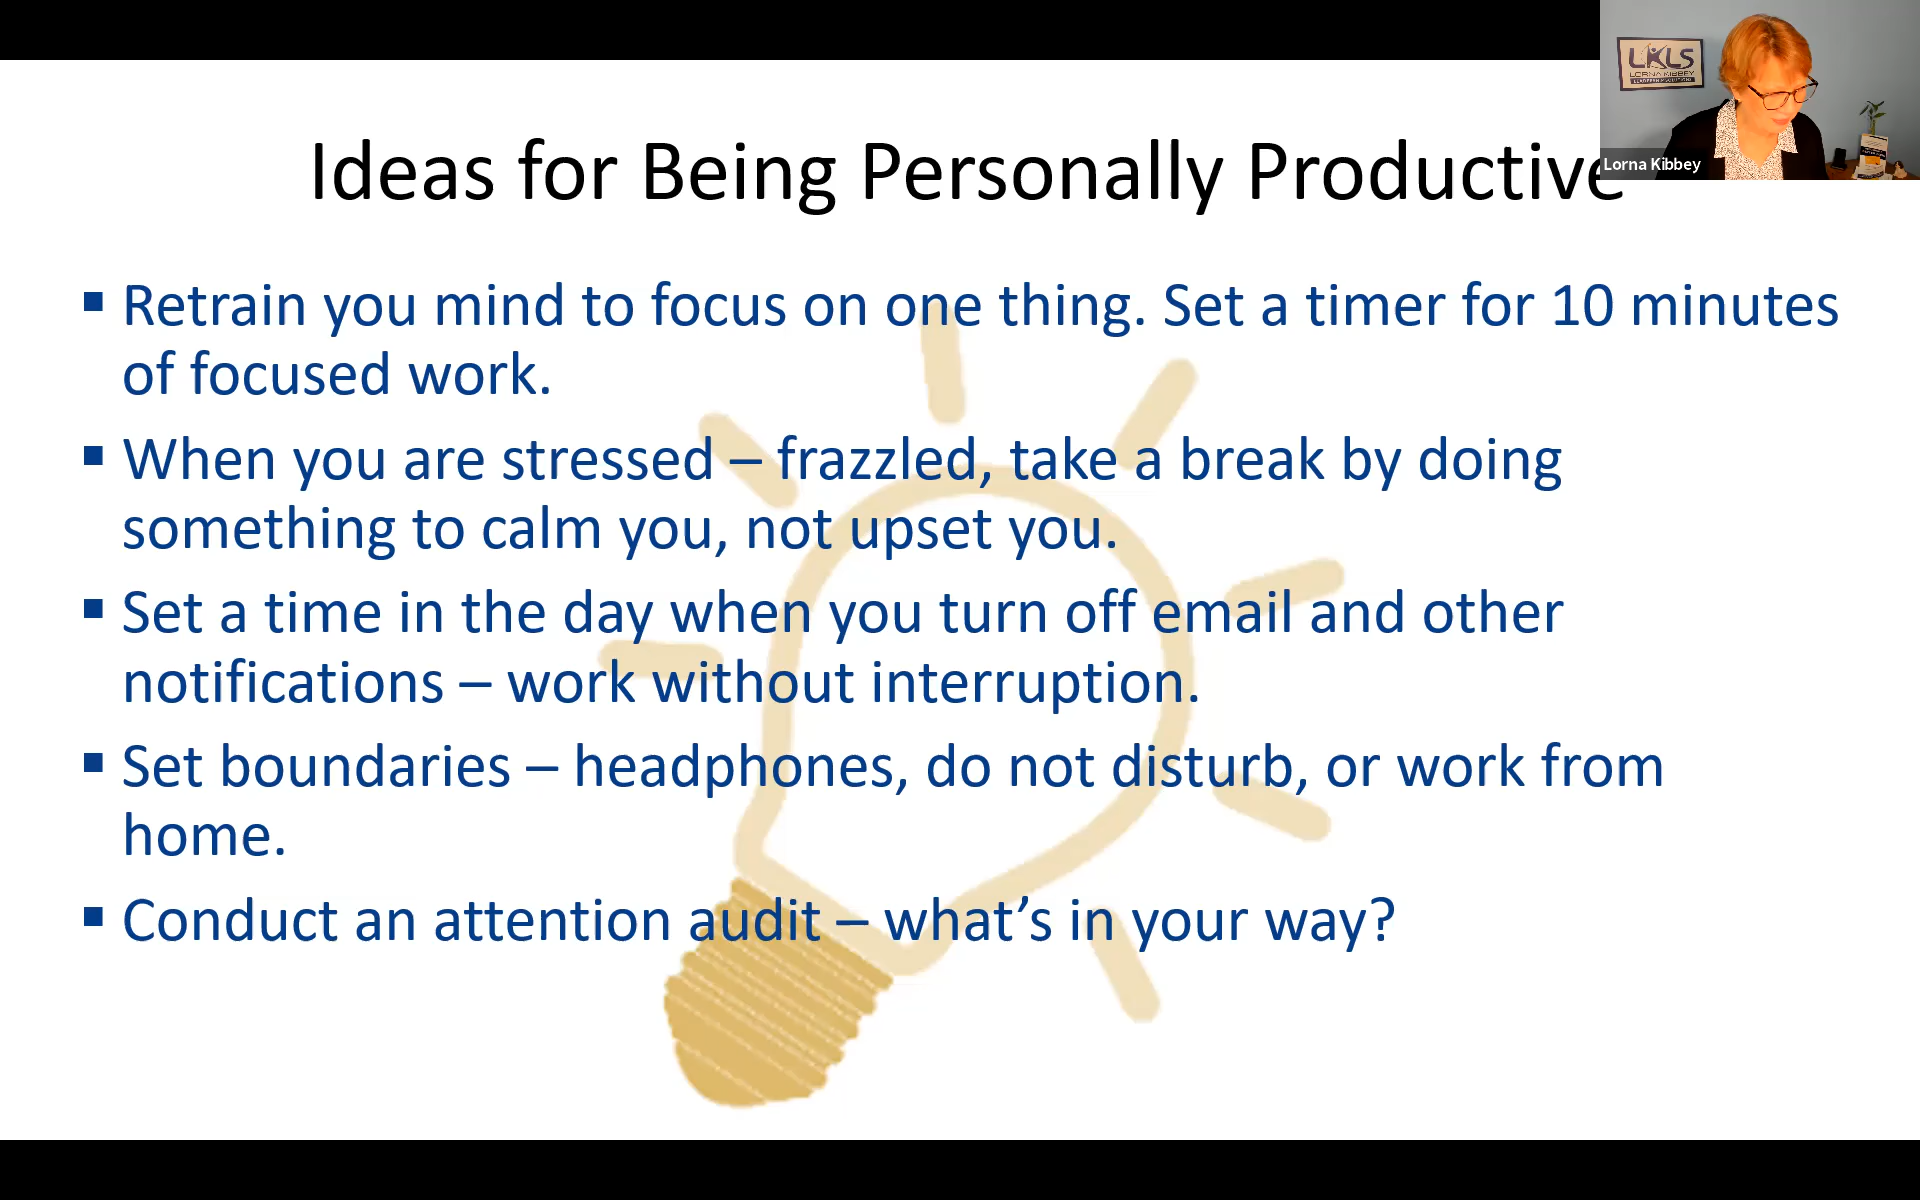 Ideas for Being Personally Productive
LKLS
LORNA KIBBEY
Lorna Kibbey
▪ Retrain you mind to focus on one thing. Set a timer for 10 minutes
of focused work.
▪ When you are stressed – frazzled, take a break by doing
something to calm you, not upset you.
▪ Set a time in the day when you turn off email and other
notifications – work without interruption.
▪ Set boundaries – headphones, do not disturb, or work from
home.
▪ Conduct an attention audit – what’s in your way?